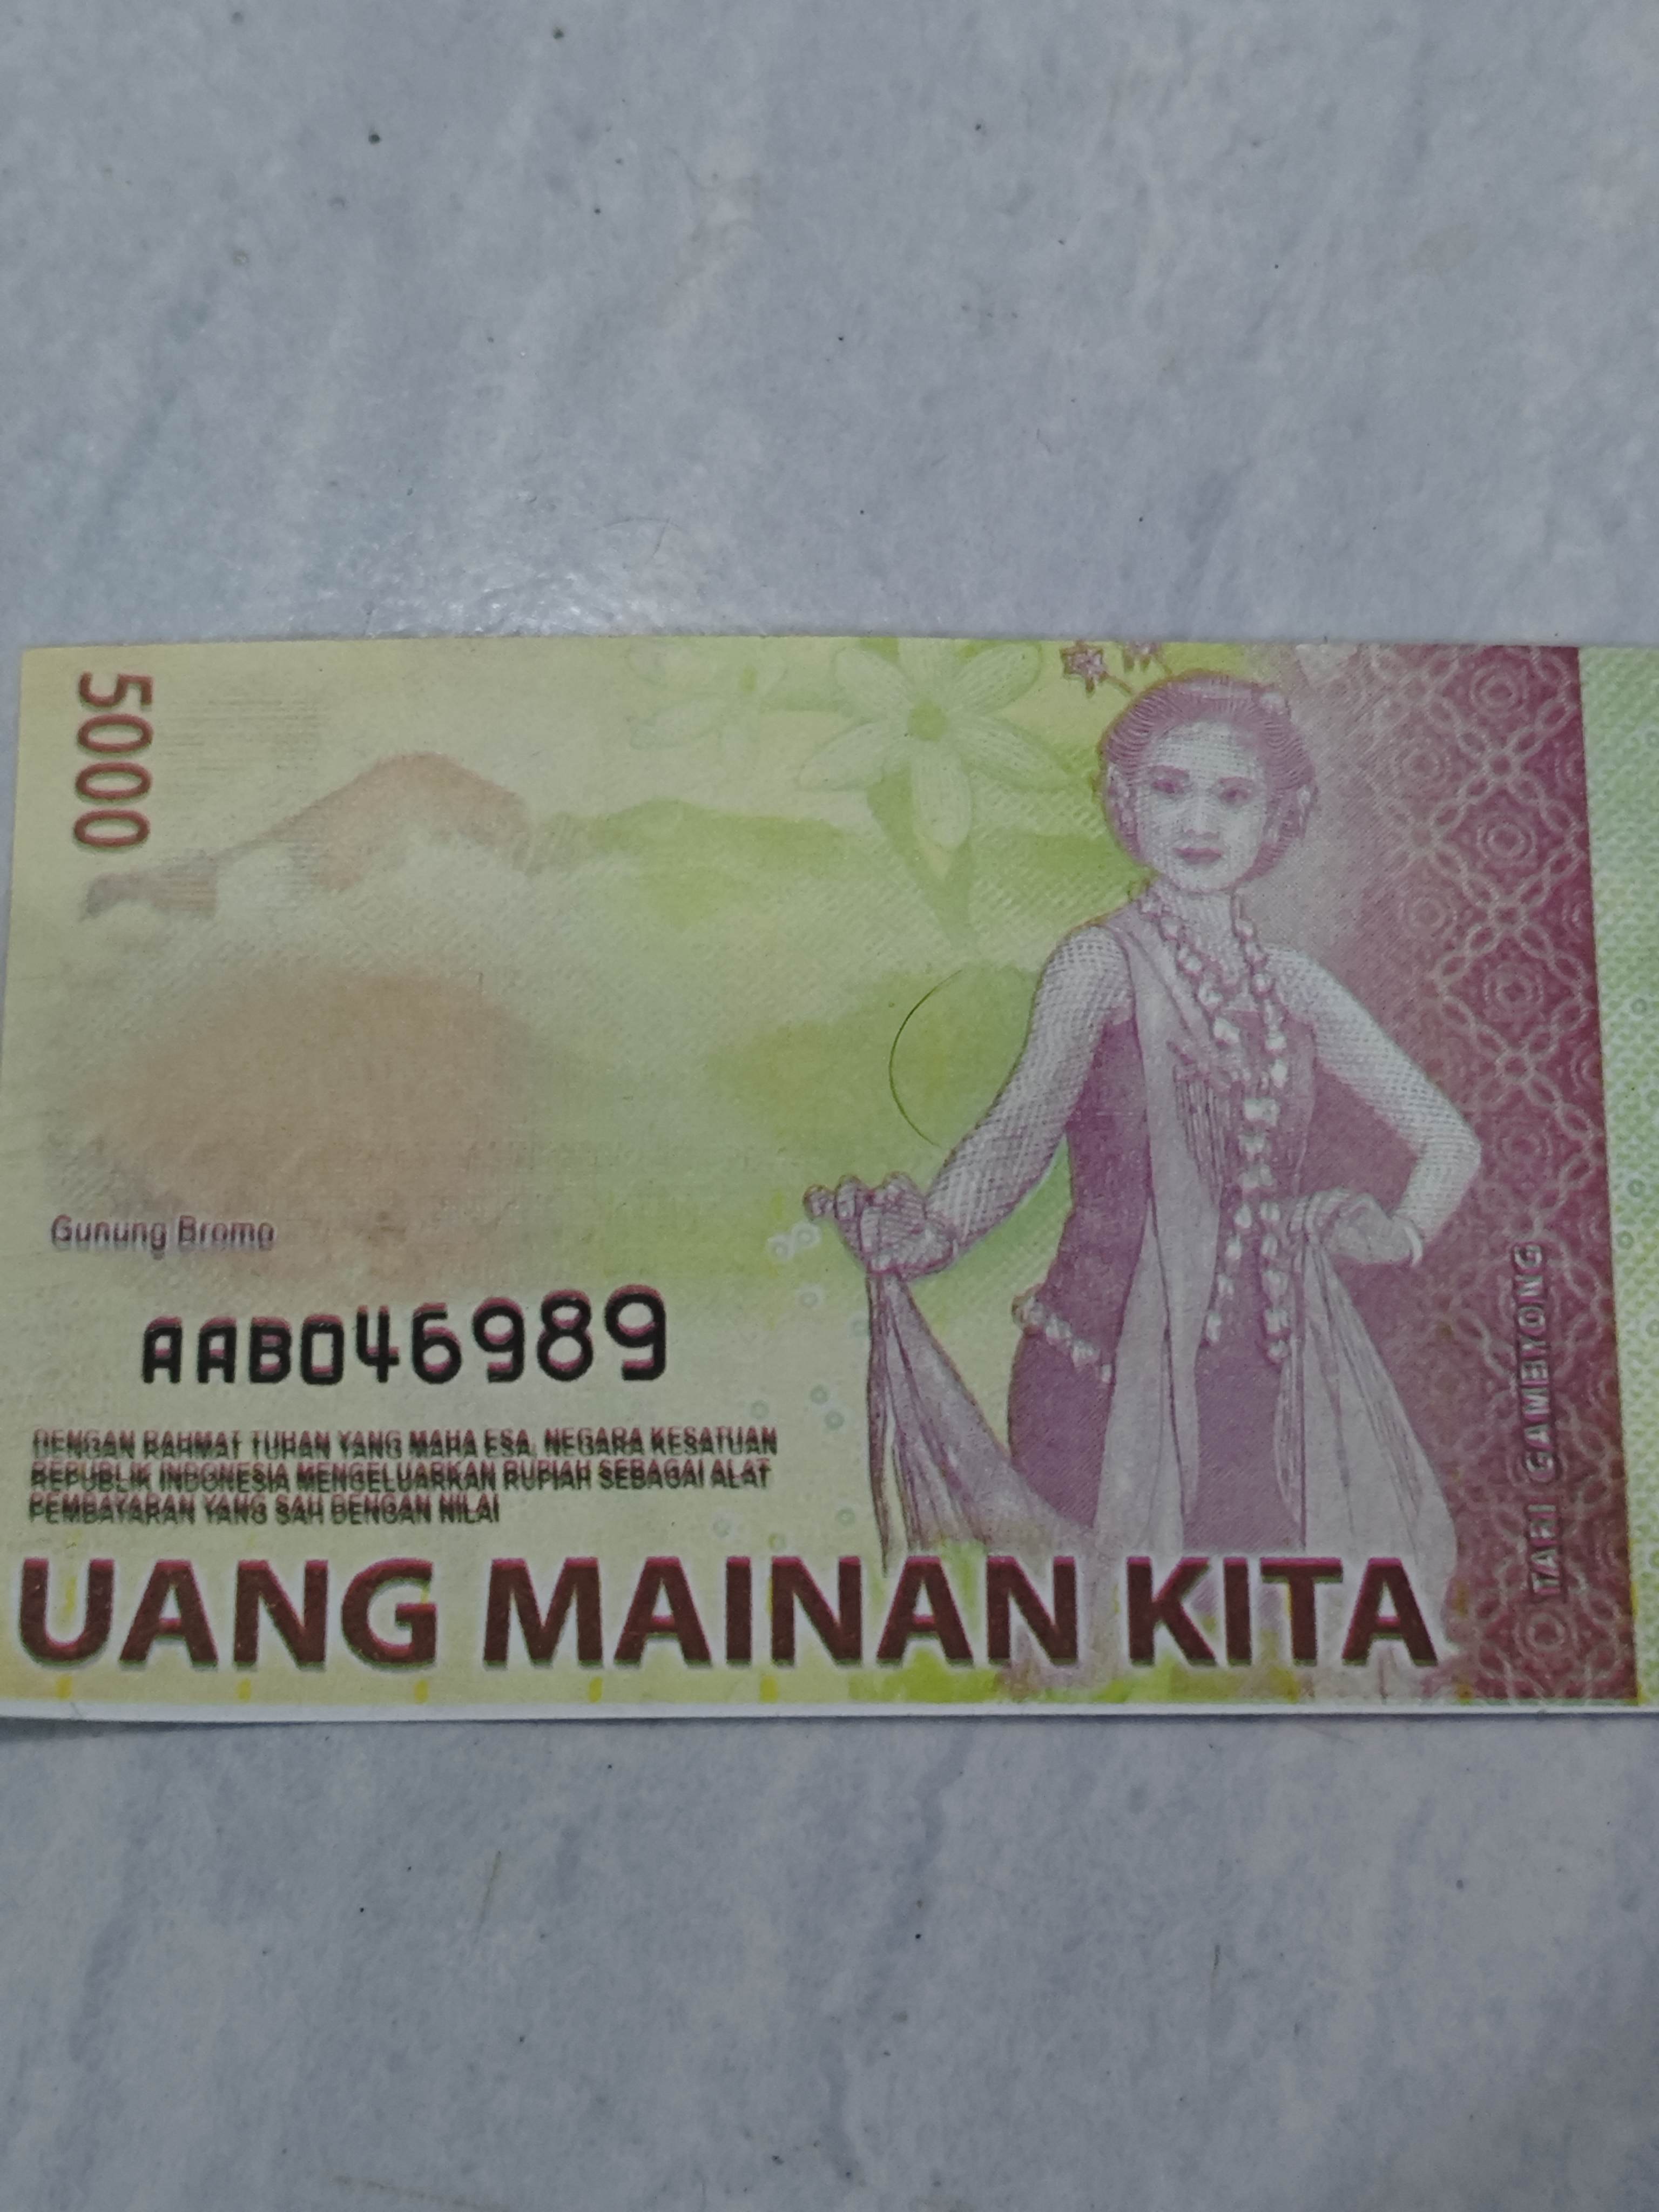 5000
Gunung Bromo
AAB046989
DENGAN RAHMAT TUHAN YANG MAHA ESA, NEGARA KESATUAN
REPUBLIK INDONESIA MENGELUARKAN RUPIAH SEBAGAI ALAT
PEMBAYARAN YANG SAH DENGAN NILAI
UANG MAINAN KITA
TARI GAMBYONG